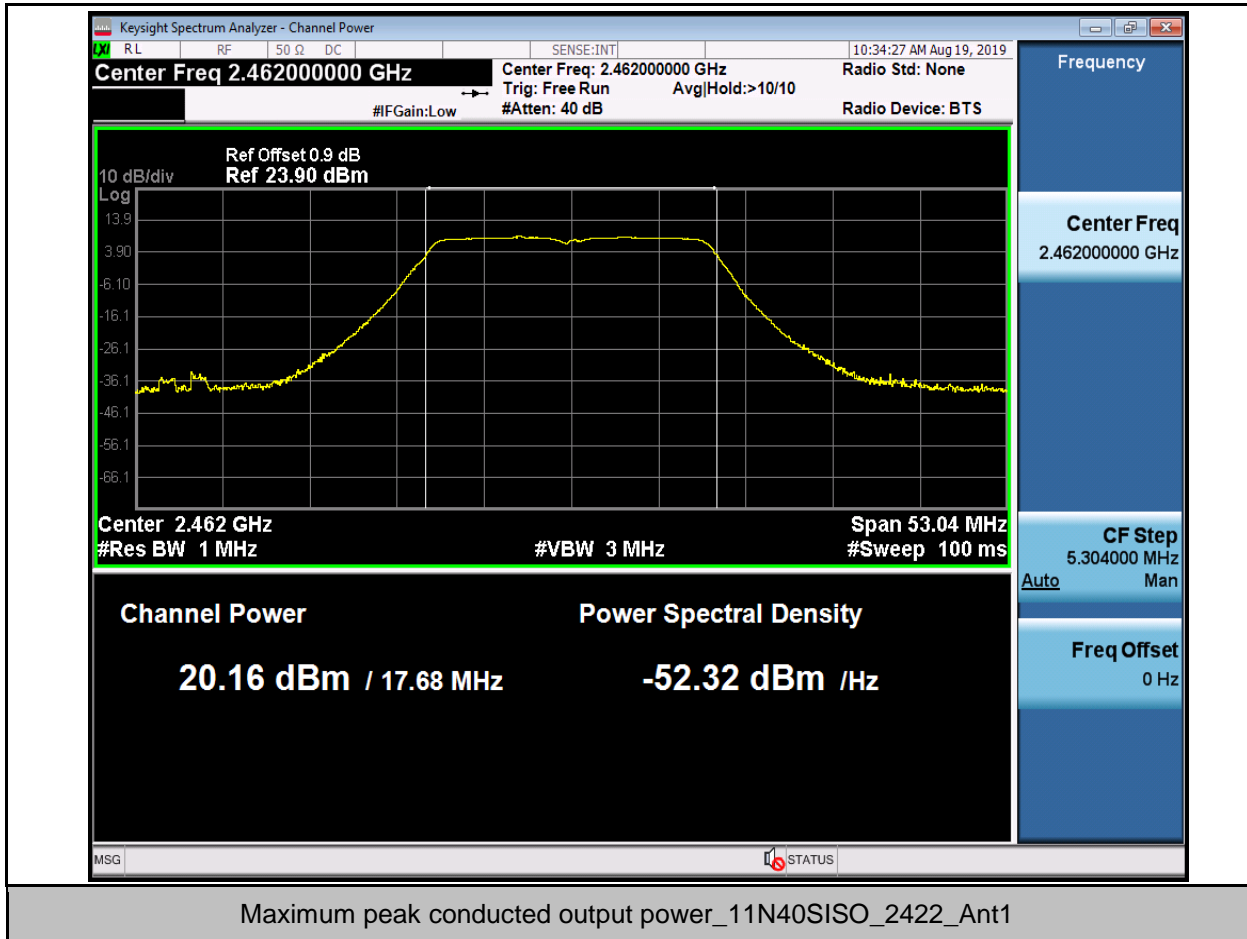 Keysight Spectrum Analyzer - Channel Power
LXI RL RF 50 Ω DC SENSE:INT 10:34:27 AM Aug 19, 2019
Center Freq 2.462000000 GHz
#IFGain:Low
Center Freq: 2.462000000 GHz
Trig: Free Run Avg|Hold:>10/10
#Atten: 40 dB
Radio Std: None
Radio Device: BTS
Ref Offset 0.9 dB
10 dB/div Ref 23.90 dBm
Log
13.9
3.90
-6.10
-16.1
-26.1
-36.1
-46.1
-56.1
-66.1
Center 2.462 GHz Span 53.04 MHz
#Res BW 1 MHz #VBW 3 MHz #Sweep 100 ms
Channel Power Power Spectral Density
20.16 dBm / 17.68 MHz -52.32 dBm /Hz
Frequency
Center Freq
2.462000000 GHz
CF Step
5.304000 MHz
Auto Man
Freq Offset
0 Hz
MSG STATUS
Maximum peak conducted output power_11N40SISO_2422_Ant1